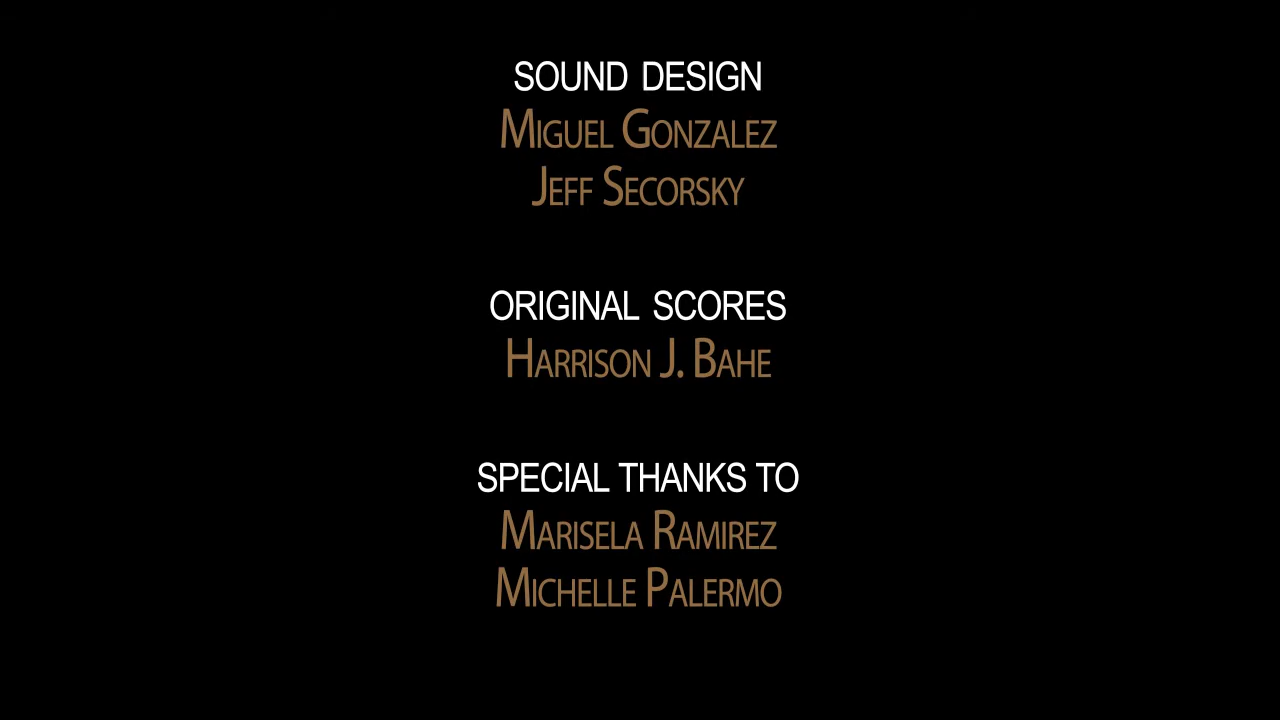 SOUND DESIGN
MIGUEL GONZALEZ
JEFF SECORSKY
ORIGINAL SCORES
HARRISON J. BAHE
SPECIAL THANKS TO
MARISELA RAMIREZ
MICHELLE PALERMO